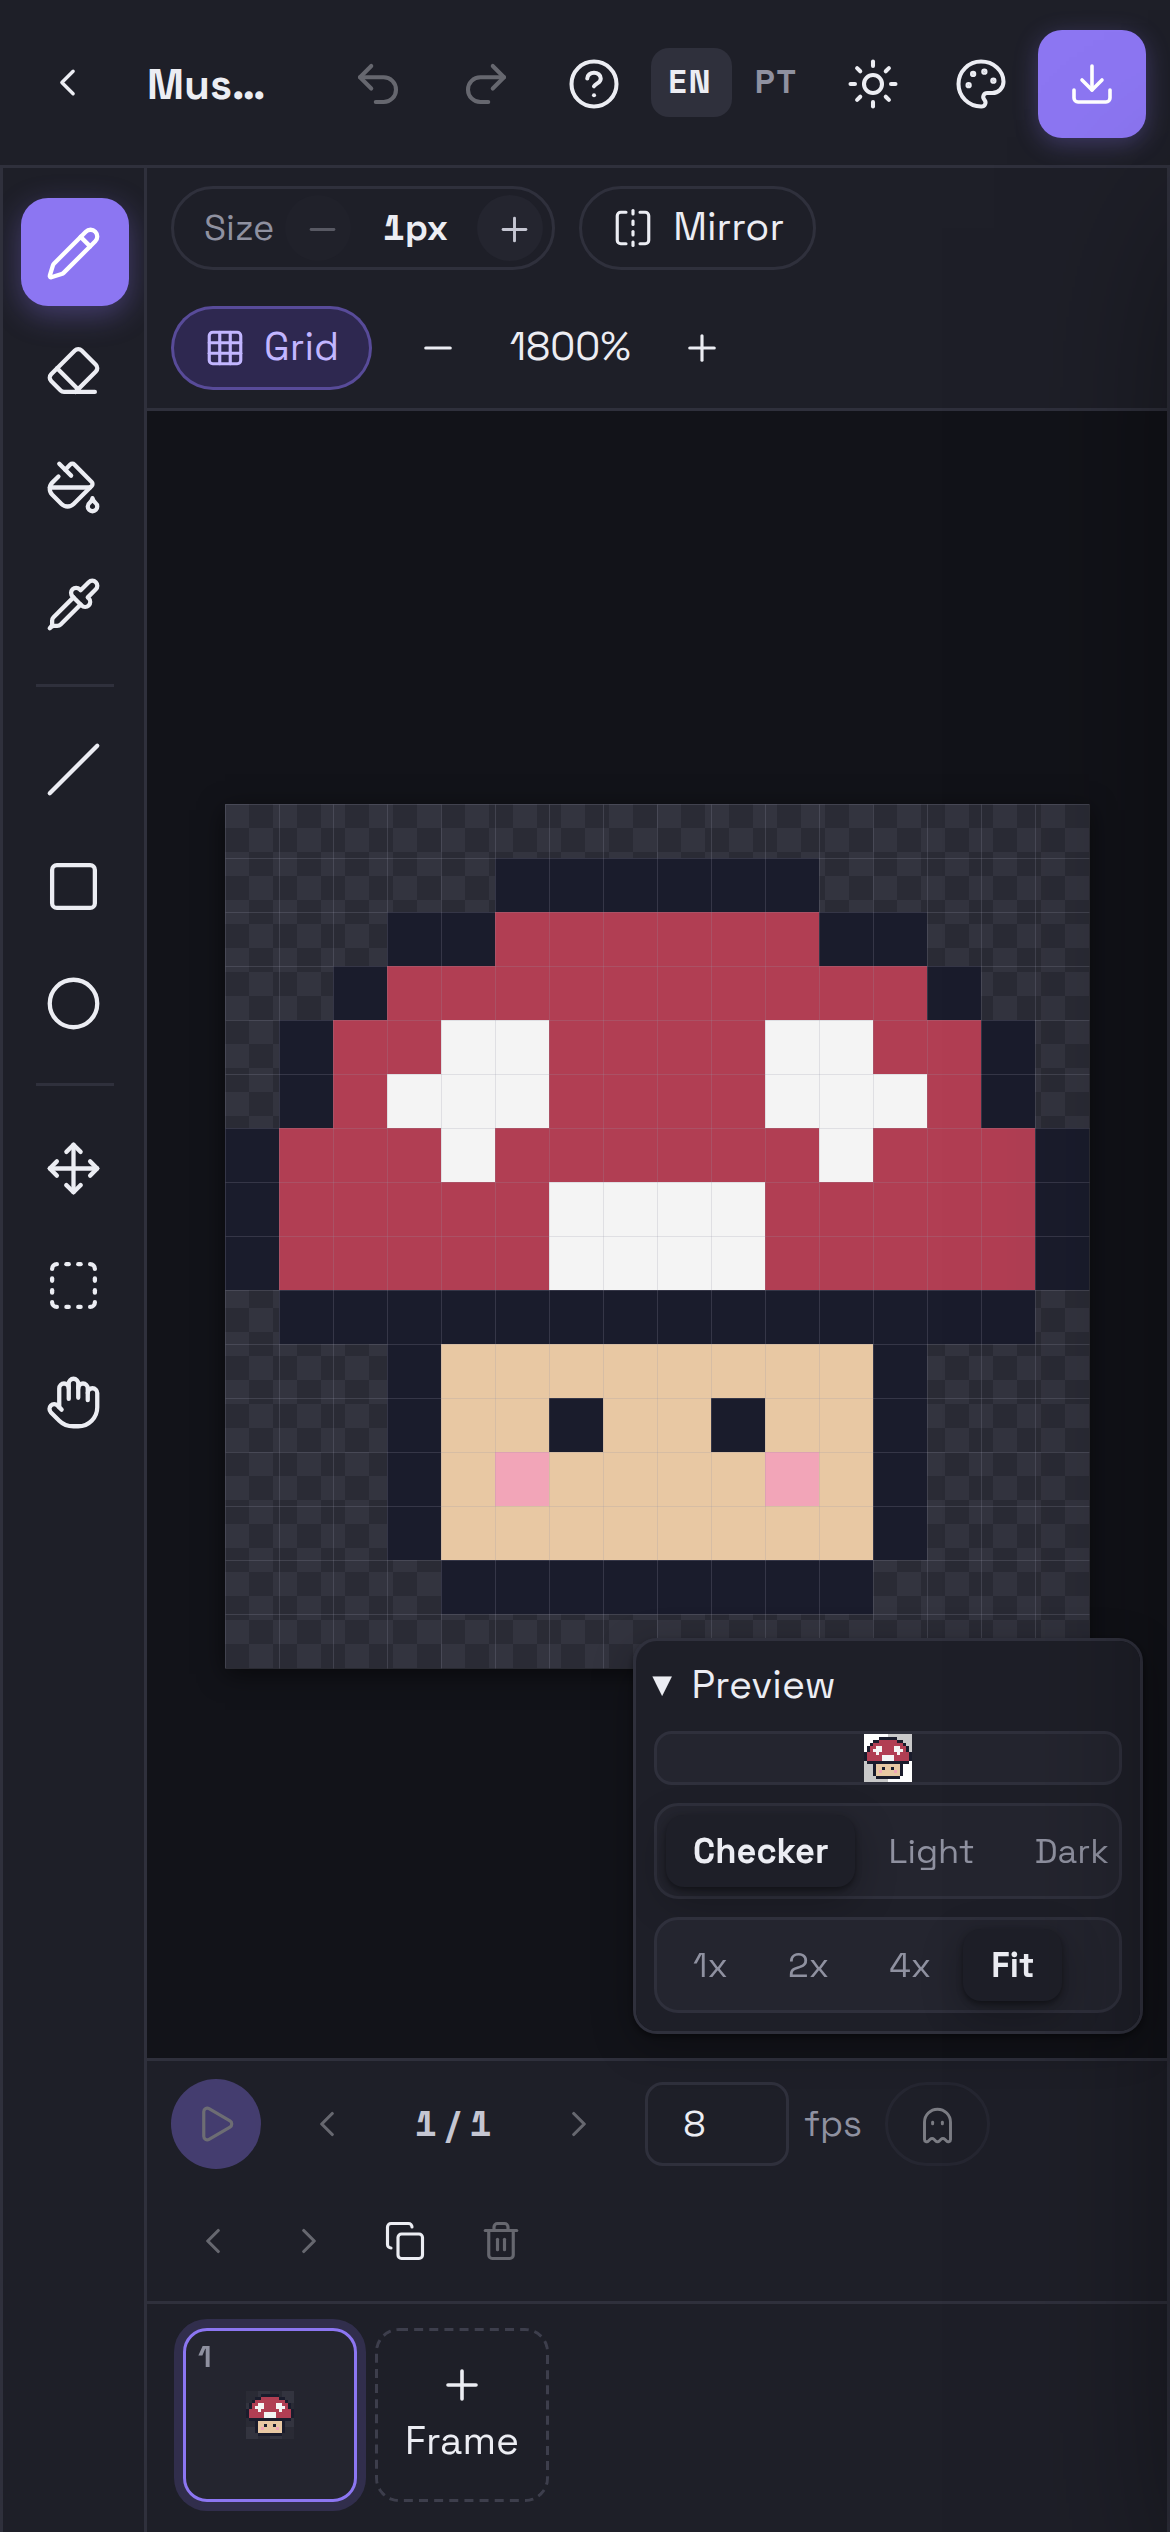 Mus...
EN PT
Size 1px Mirror
Grid 1800%
Preview
Checker Light Dark
1x 2x 4x Fit
1 / 1 8 fps
1
Frame